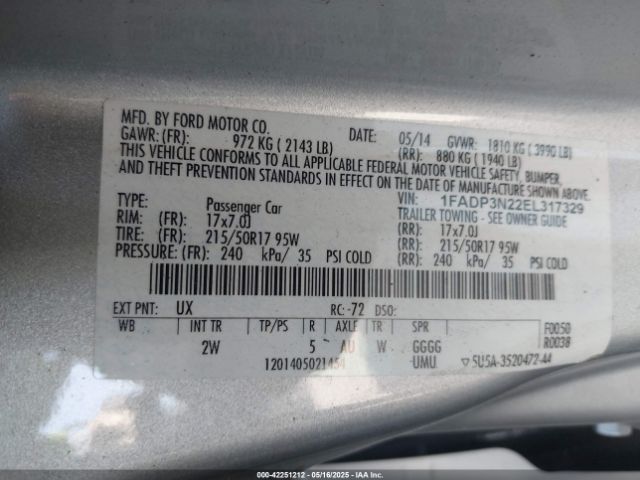 MFD. BY FORD MOTOR CO.
DATE: 05/14 GVWR: 1810 KG ( 3990 LB)
GAWR: (FR): 972 KG ( 2143 LB) (RR): 880 KG ( 1940 LB)
THIS VEHICLE CONFORMS TO ALL APPLICABLE FEDERAL MOTOR VEHICLE SAFETY, BUMPER,
AND THEFT PREVENTION STANDARDS IN EFFECT ON THE DATE OF MANUFACTURE SHOWN ABOVE.
VIN: 1FADP3N22EL317329
TYPE: Passenger Car TRAILER TOWING - SEE OWNER GUIDE
RIM: (FR): 17x7.0J (RR): 17x7.0J
TIRE: (FR): 215/50R17 95W (RR): 215/50R17 95W
PRESSURE: (FR): 240 kPa/ 35 PSI COLD (RR): 240 kPa/ 35 PSI COLD
EXT PNT: UX RC: -72 DSO:
WB INT TR TP/PS R AXLE TR SPR F0050
2W 5 AU W GGGG R0038
UMU ▽ 5U5A-3520472-AA
00-42251212 - 05/16/2025 - IAA Inc.